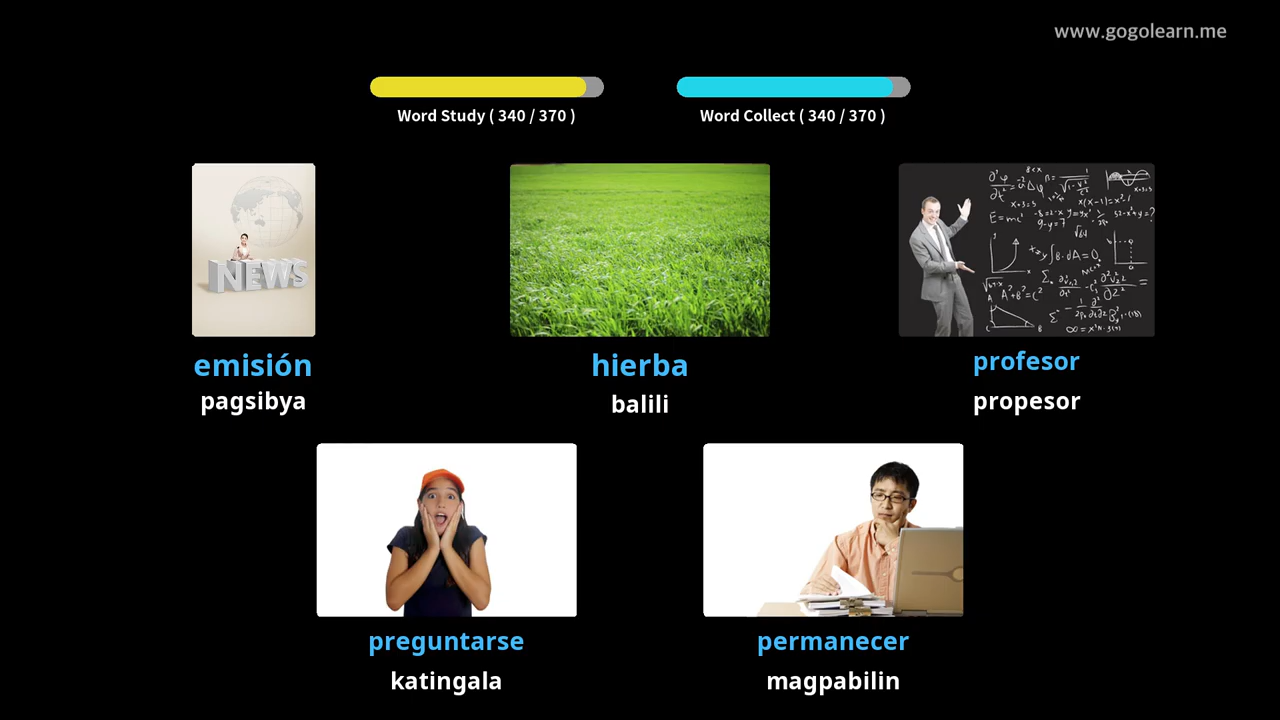 www.gogolearn.me
Word Study ( 340 / 370 )
Word Collect ( 340 / 370 )
NEWS
emisión
pagsibya
hierba
balili
profesor
propesor
preguntarse
katingala
permanecer
magpabilin